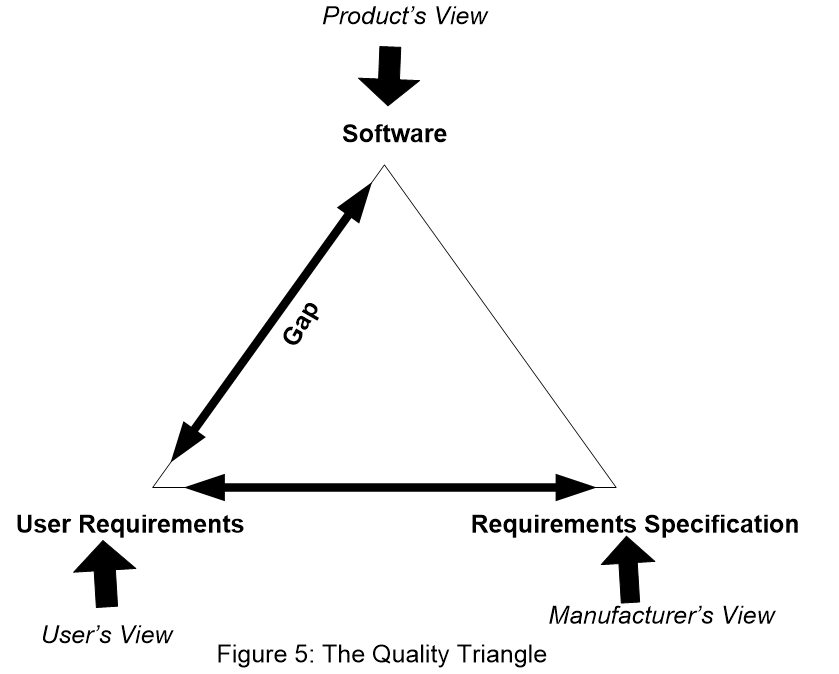 Product's View
Software
Gap
User Requirements
Requirements Specification
Manufacturer's View
User's View
Figure 5: The Quality Triangle